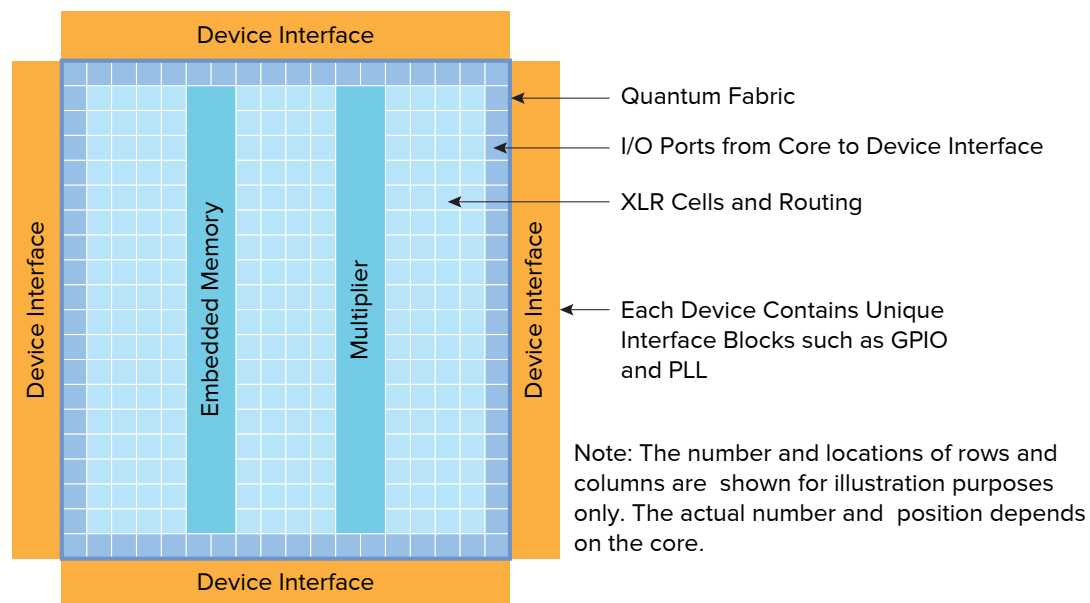 Device Interface
Quantum Fabric
I/O Ports from Core to Device Interface
XLR Cells and Routing
Device Interface
Embedded Memory
Multiplier
Device Interface
Each Device Contains Unique
Interface Blocks such as GPIO
and PLL
Note: The number and locations of rows and
columns are  shown for illustration purposes
only. The actual number and  position depends
on the core.
Device Interface